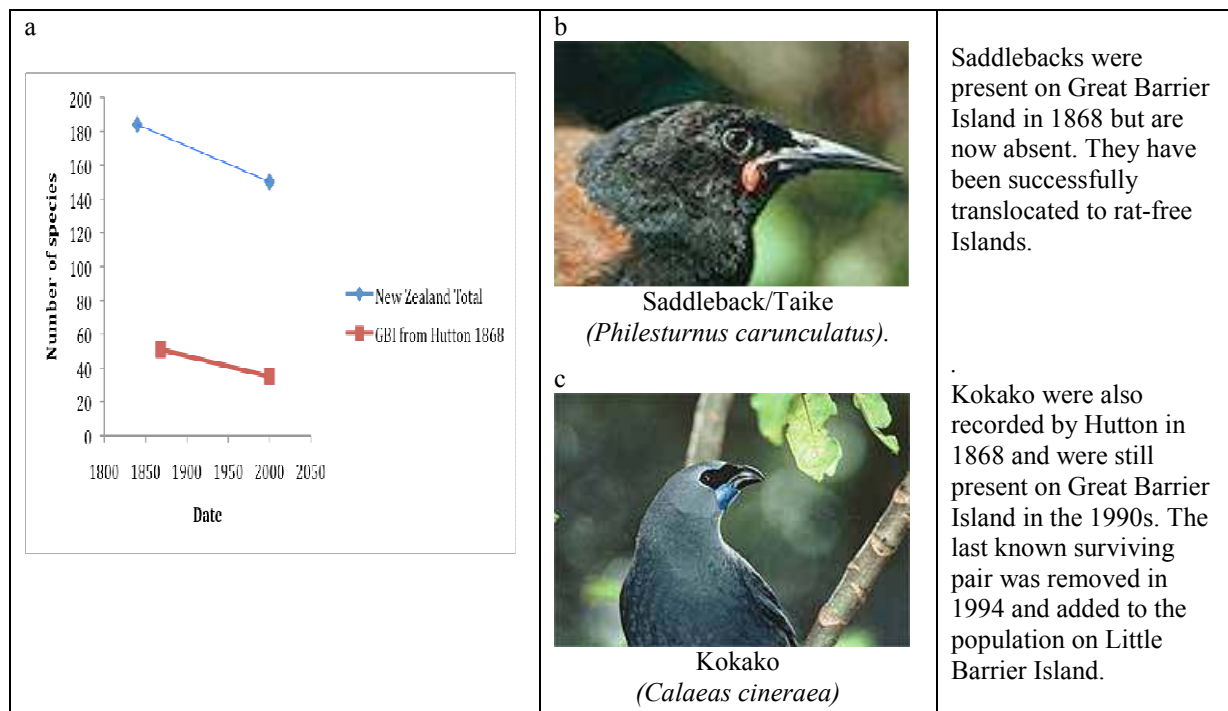 a
200
180
160
140
120
100
80
60
40
20
0
Number of species
1800 1850 1900 1950 2000 2050
Date
New Zealand Total
GBI from Hutton 1868
b
Saddleback/Taike
(Philesturnus carunculatus).
Saddlebacks were
present on Great Barrier
Island in 1868 but are
now absent. They have
been successfully
translocated to rat-free
Islands.
c
Kokako
(Calaeas cineraea)
.
Kokako were also
recorded by Hutton in
1868 and were still
present on Great Barrier
Island in the 1990s. The
last known surviving
pair was removed in
1994 and added to the
population on Little
Barrier Island.